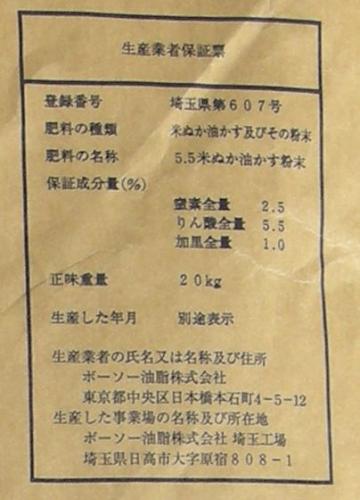 生産業者保証票
登録番号 埼玉県第607号
肥料の種類 米ぬか油かす及びその粉末
肥料の名称 5.5米ぬか油かす粉末
保証成分量(%)
窒素全量 2.5
りん酸全量 5.5
加里全量 1.0
正味重量 20kg
生産した年月 別途表示
生産業者の氏名又は名称及び住所
ボーソー油脂株式会社
東京都中央区日本橋本石町4-5-12
生産した事業場の名称及び所在地
ボーソー油脂株式会社 埼玉工場
埼玉県日高市大字原宿808-1